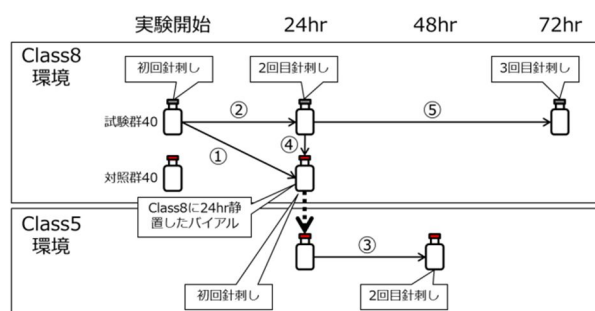 実験開始 24hr 48hr 72hr
Class8
環境
初回針刺し 2回目針刺し 3回目針刺し
試験群40 ② ⑤
① ④
対照群40
Class8に24hr静
置したバイアル
Class5
環境
③
初回針刺し 2回目針刺し